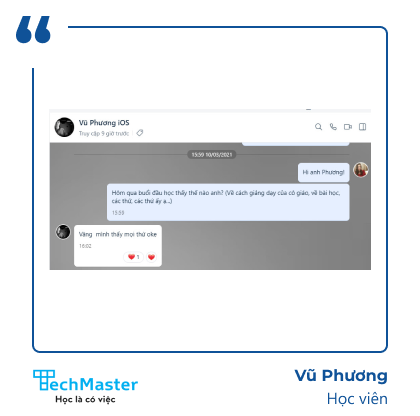 Vũ Phương iOS
Truy cập 9 giờ trước
15:59 10/03/2021
Hi anh Phương!
Hôm qua buổi đầu học thấy thế nào anh? (Về cách giảng dạy của cô giáo, về bài học,
các thứ, các thứ ấy ạ...)
15:59
Vâng mình thấy mọi thứ oke
16:02
1
TechMaster
Học là có việc
Vũ Phương
Học viên